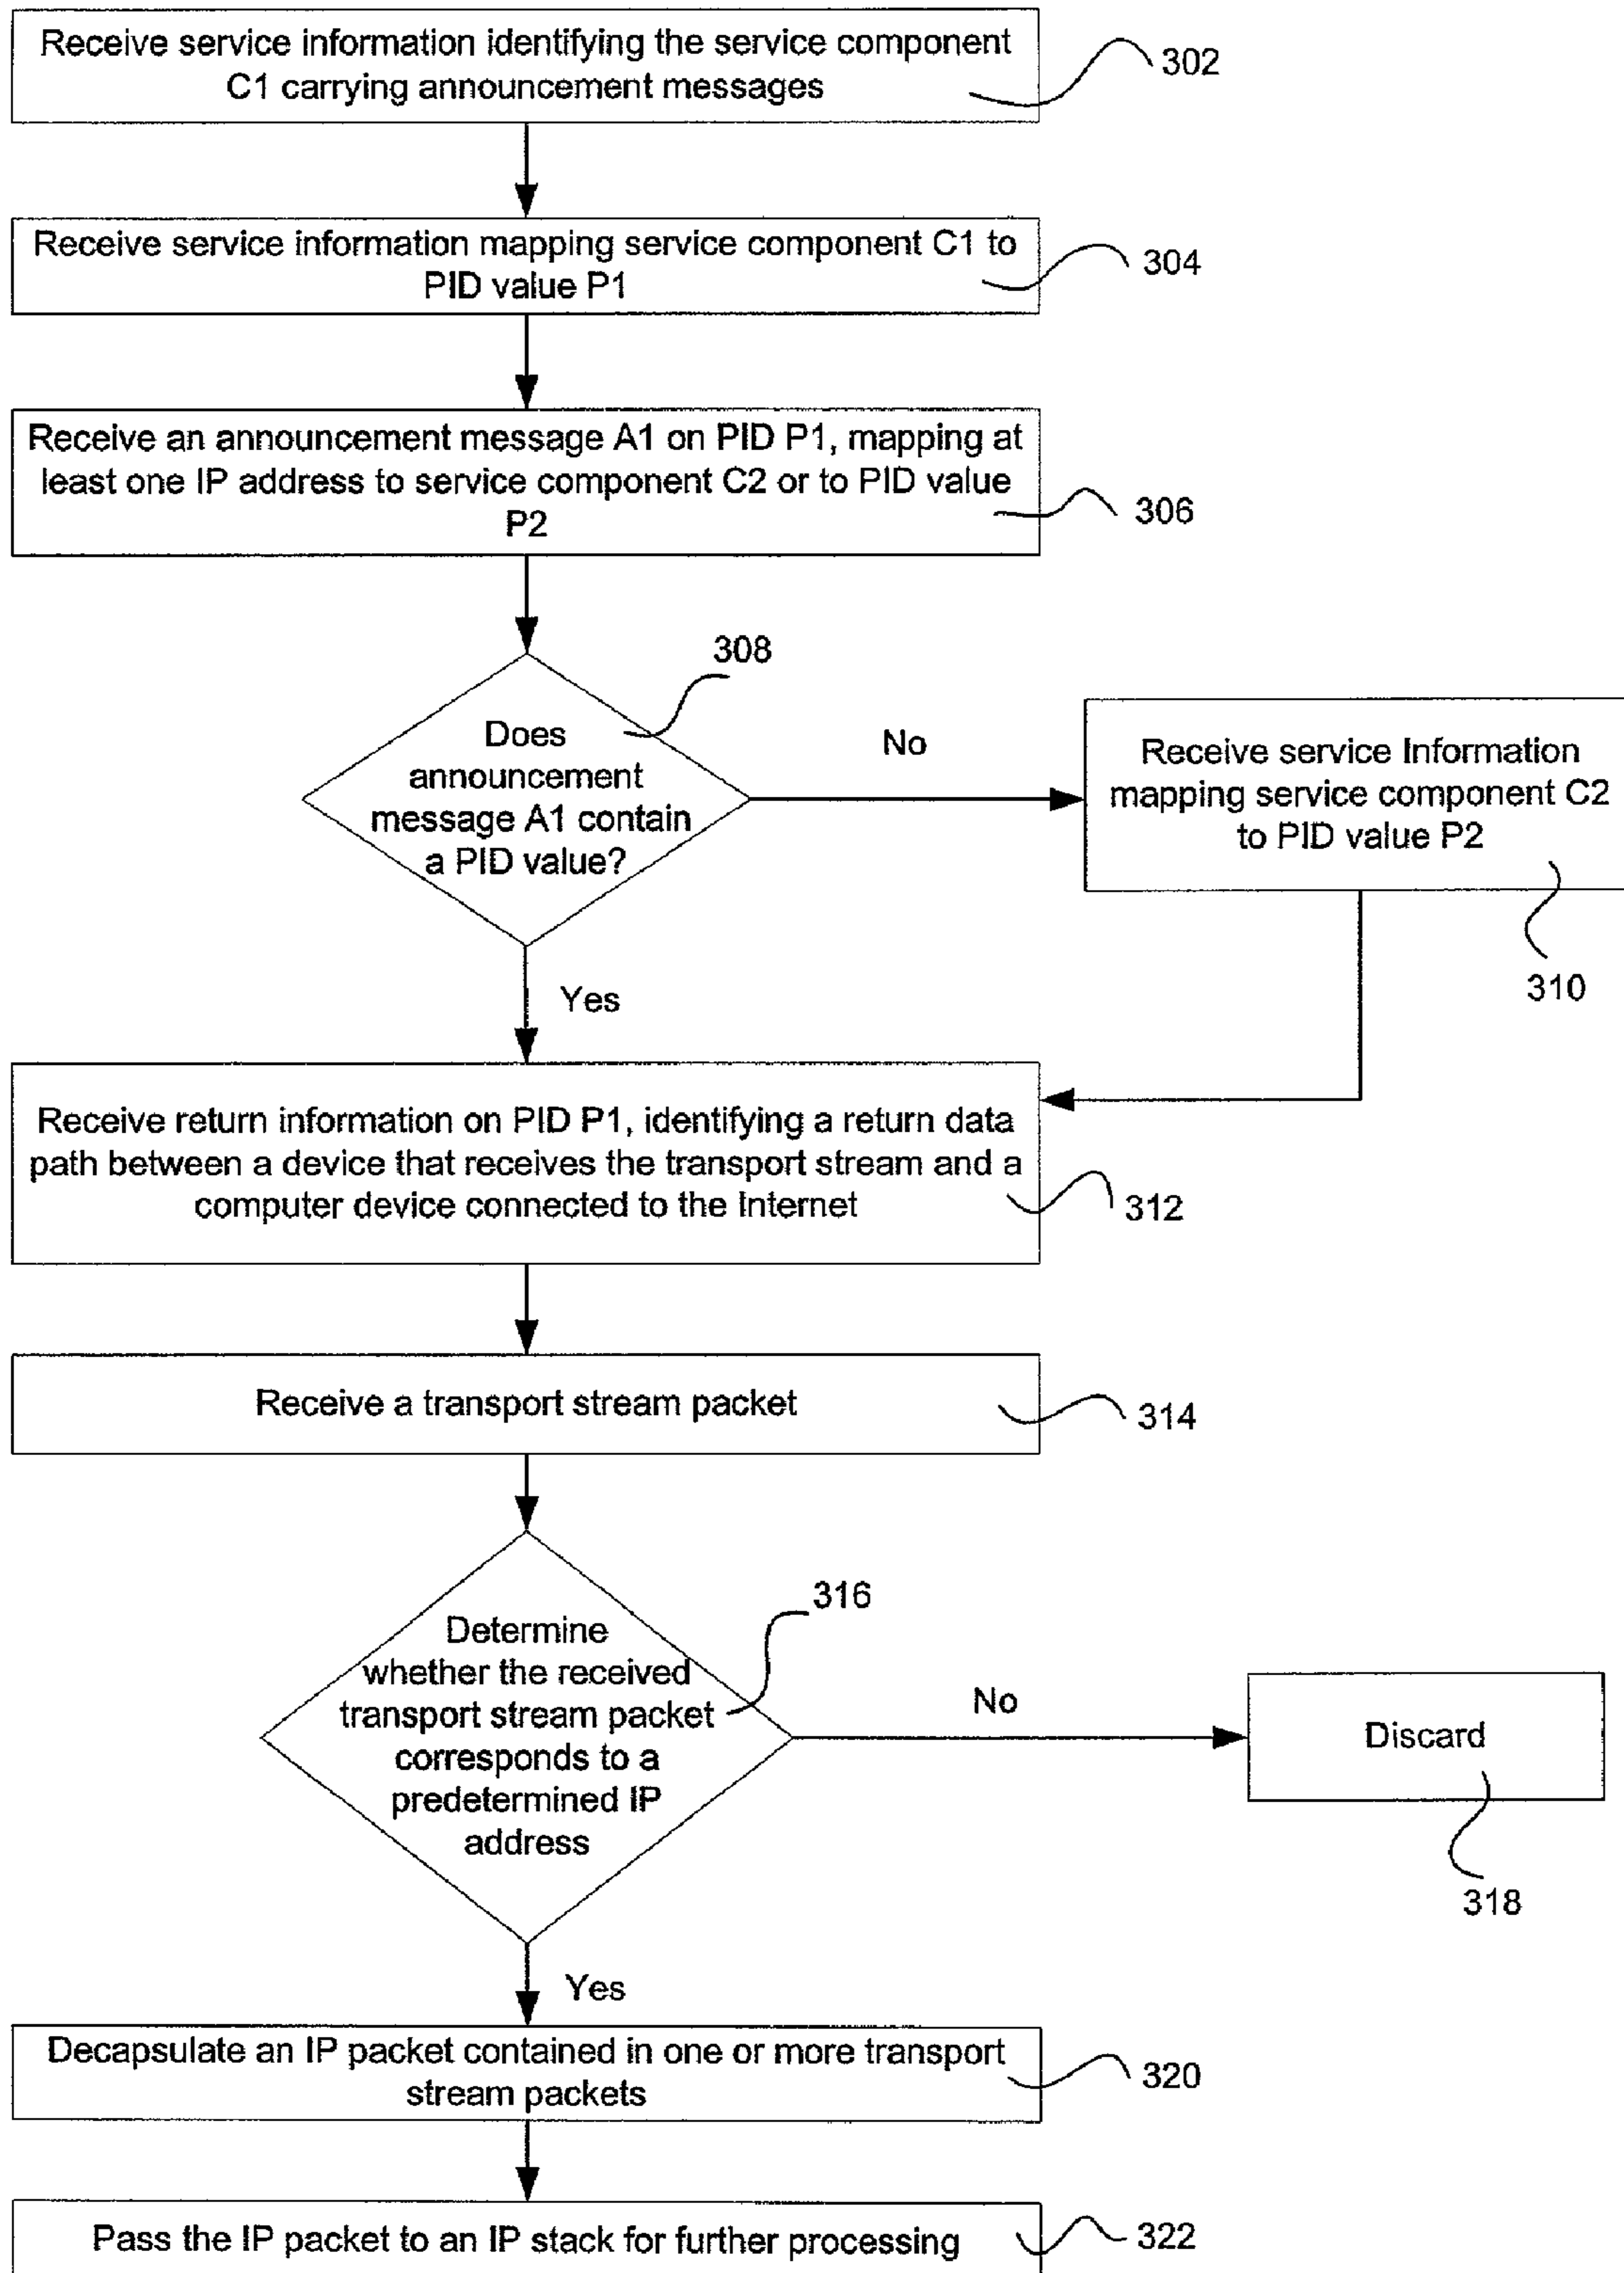 Receive service information identifying the service component
C1 carrying announcement messages
302
Receive service information mapping service component C1 to
PID value P1
304
Receive an announcement message A1 on PID P1, mapping at
least one IP address to service component C2 or to PID value
P2
306
308
Does
announcement
message A1 contain
a PID value?
No
Receive service Information
mapping service component C2
to PID value P2
310
Yes
Receive return information on PID P1, identifying a return data
path between a device that receives the transport stream and a
computer device connected to the Internet
312
Receive a transport stream packet
314
316
Determine
whether the received
transport stream packet
corresponds to a
predetermined IP
address
No
Discard
318
Yes
Decapsulate an IP packet contained in one or more transport
stream packets
320
Pass the IP packet to an IP stack for further processing
322